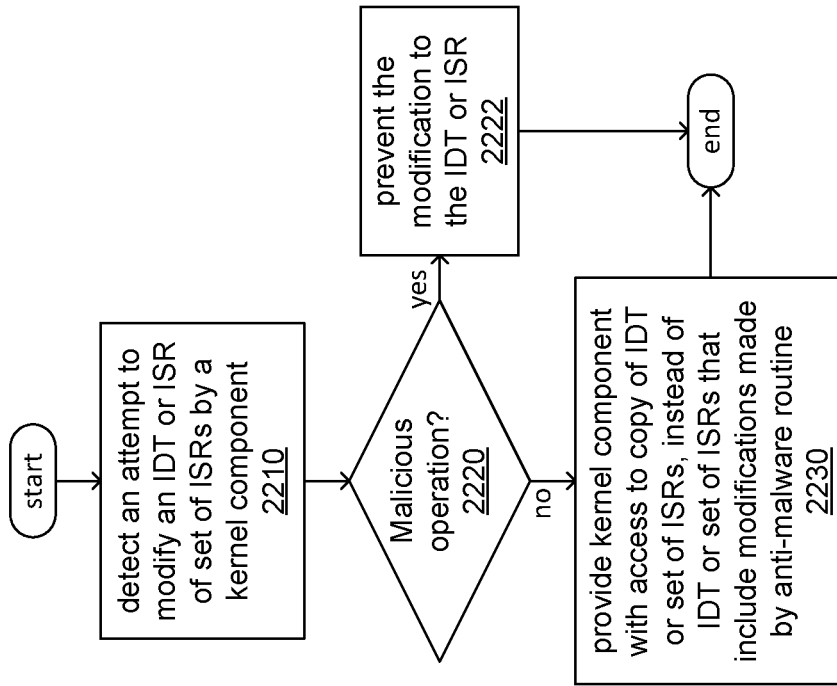 start
detect an attempt to
modify an IDT or ISR
of set of ISRs by a
kernel component
2210
Malicious
operation?
2220
yes
prevent the
modification to
the IDT or ISR
2222
no
provide kernel component
with access to copy of IDT
or set of ISRs, instead of
IDT or set of ISRs that
include modifications made
by anti-malware routine
2230
end